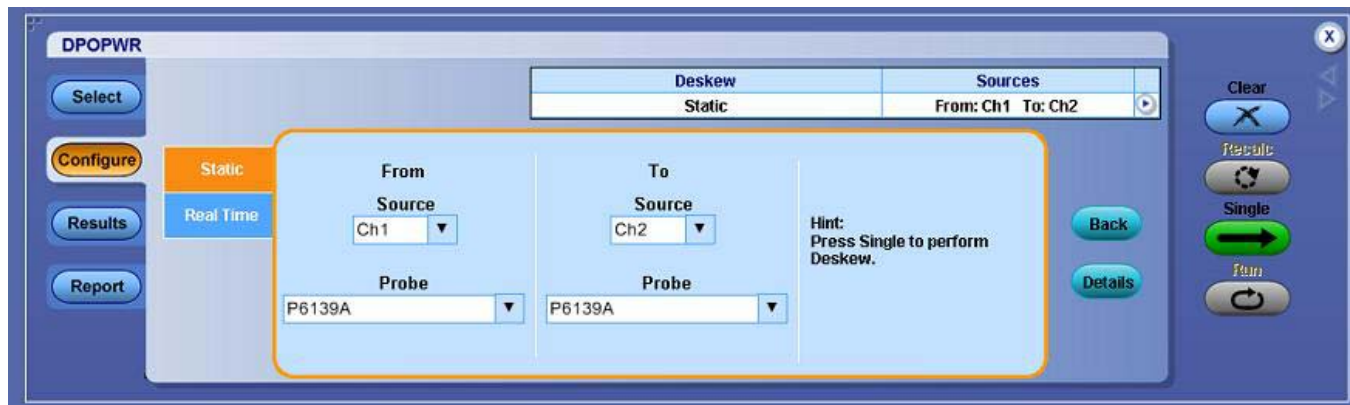 DPOPWR
X
Select
Configure
Results
Report
Deskew Sources
Static From: Ch1 To: Ch2
Static
Real Time
From
Source
Ch1
Probe
P6139A
To
Source
Ch2
Probe
P6139A
Hint:
Press Single to perform
Deskew.
Back
Details
Clear
Recalc
Single
Run